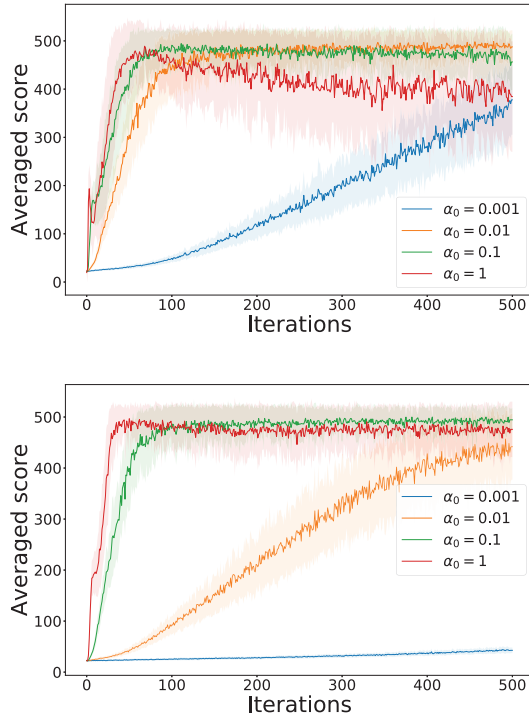 500
400
300
200
100
0
Averaged score
α₀ = 0.001
α₀ = 0.01
α₀ = 0.1
α₀ = 1
0 100 200 300 400 500
Iterations
500
400
300
200
100
0
Averaged score
α₀ = 0.001
α₀ = 0.01
α₀ = 0.1
α₀ = 1
0 100 200 300 400 500
Iterations